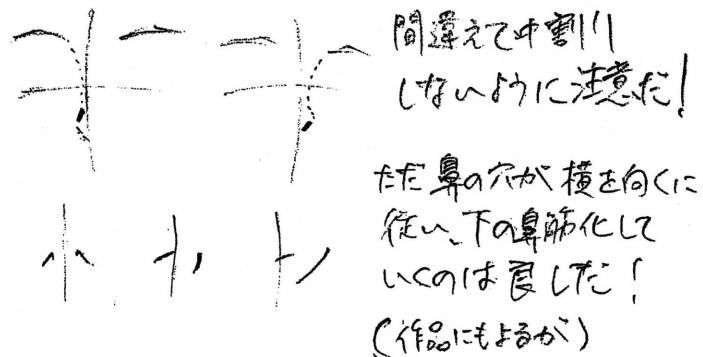 間違えて中割り
しないように注意だ!
ただ鼻の穴が横を向くに
従い、下の鼻筋化して
いくのは良しだ!
(作品にもよるが)